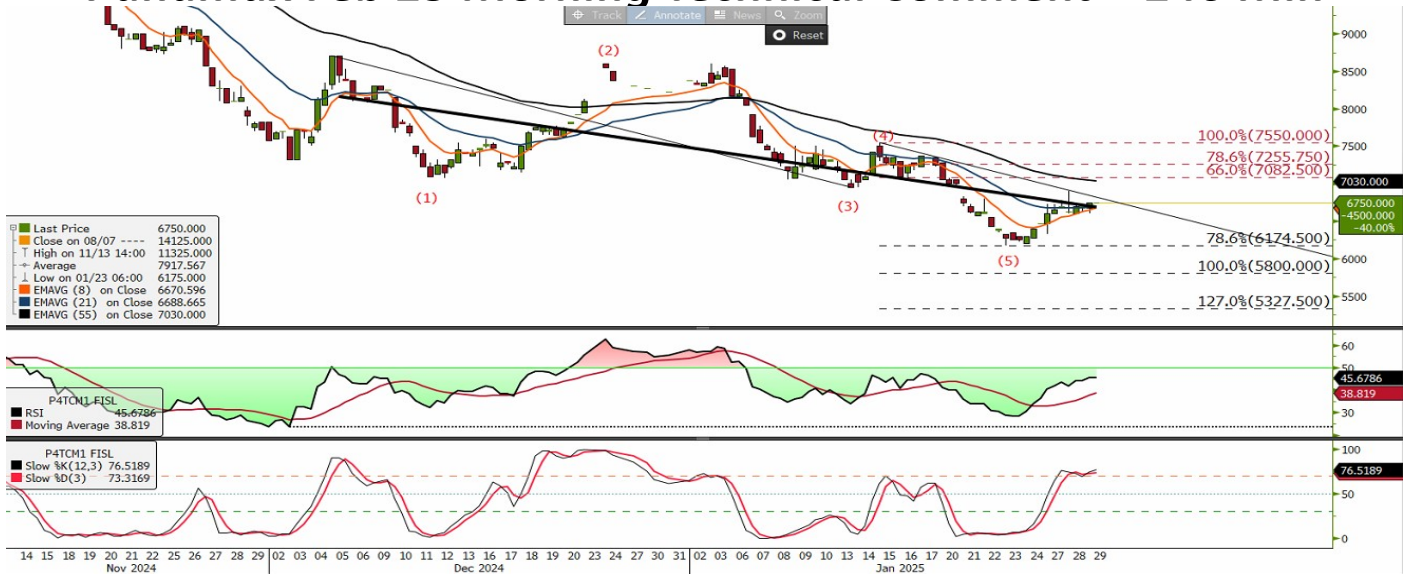 Track Annotate News Zoom
Reset
(2)
(4)
(1)
(3)
(5)
100.0%(7550.000)
78.6%(7255.750)
66.0%(7082.500)
78.6%(6174.500)
100.0%(5800.000)
127.0%(5327.500)
9000
8500
8000
7500
7030.000
6750.000
-4500.000
-40.00%
6000
5500
Last Price 6750.000
Close on 08/07 ---- 14125.000
High on 11/13 14:00 11325.000
Average 7917.567
Low on 01/23 06:00 6175.000
EMAVG (8) on Close 6670.596
EMAVG (21) on Close 6688.665
EMAVG (55) on Close 7030.000
60
50
45.6786
38.819
30
P4TCM1 FISL
RSI 45.6786
Moving Average 38.819
P4TCM1 FISL
Slow %K(12,3) 76.5189
Slow %D(3) 73.3169
100
76.5189
50
0
14 15 18 19 20 21 22 25 26 27 28 29 02 03 04 05 06 09 10 11 12 13 16 17 18 19 20 23 24 27 30 31 02 03 06 07 08 09 10 13 14 15 16 17 20 21 22 23 24 27 28 29
Nov 2024 Dec 2024 Jan 2025